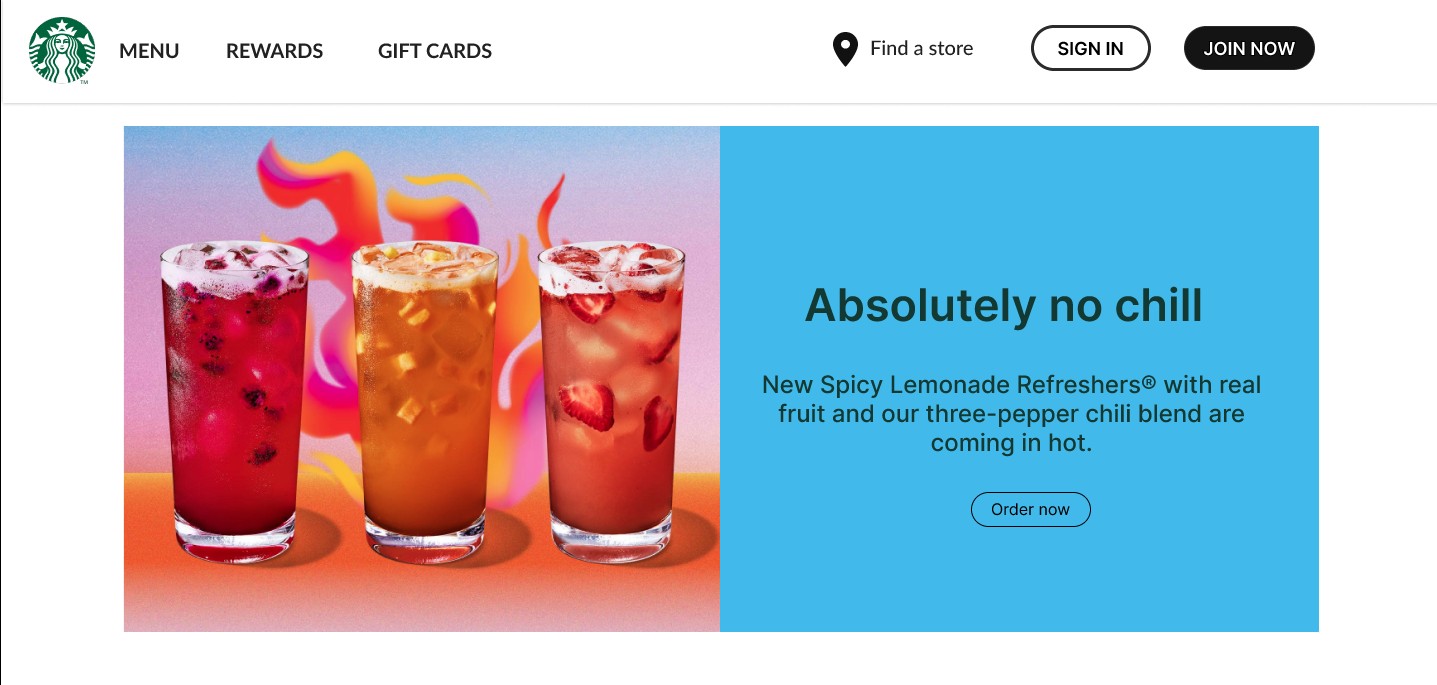 MENU
REWARDS
GIFT CARDS
Find a store
SIGN IN
JOIN NOW
TM
Absolutely no chill
New Spicy Lemonade Refreshers® with real
fruit and our three-pepper chili blend are
coming in hot.
Order now